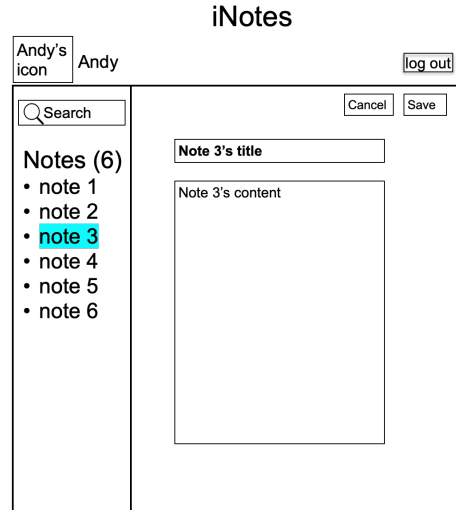 iNotes
Andy's
icon
Andy
log out
Search
Cancel
Save
Notes (6)
• note 1
• note 2
• note 3
• note 4
• note 5
• note 6
Note 3's title
Note 3's content